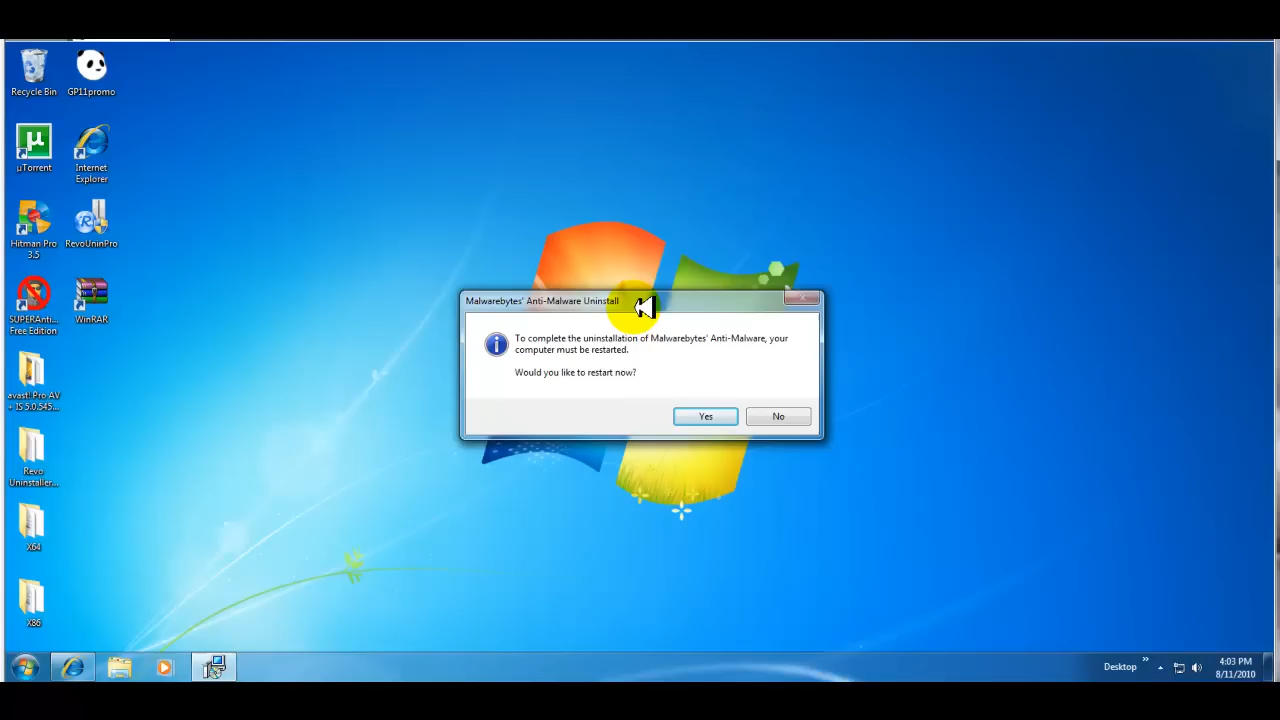 Recycle Bin
GP11promo
µTorrent
Internet
Explorer
Hitman Pro
3.5
RevoUninPro
SUPERAnti...
Free Edition
WinRAR
avast! Pro AV
+ IS 5.0.545...
Revo
Uninstaller...
X64
X86
Malwarebytes' Anti-Malware Uninstall
To complete the uninstallation of Malwarebytes' Anti-Malware, your
computer must be restarted.
Would you like to restart now?
Yes
No
Desktop
4:03 PM
8/11/2010